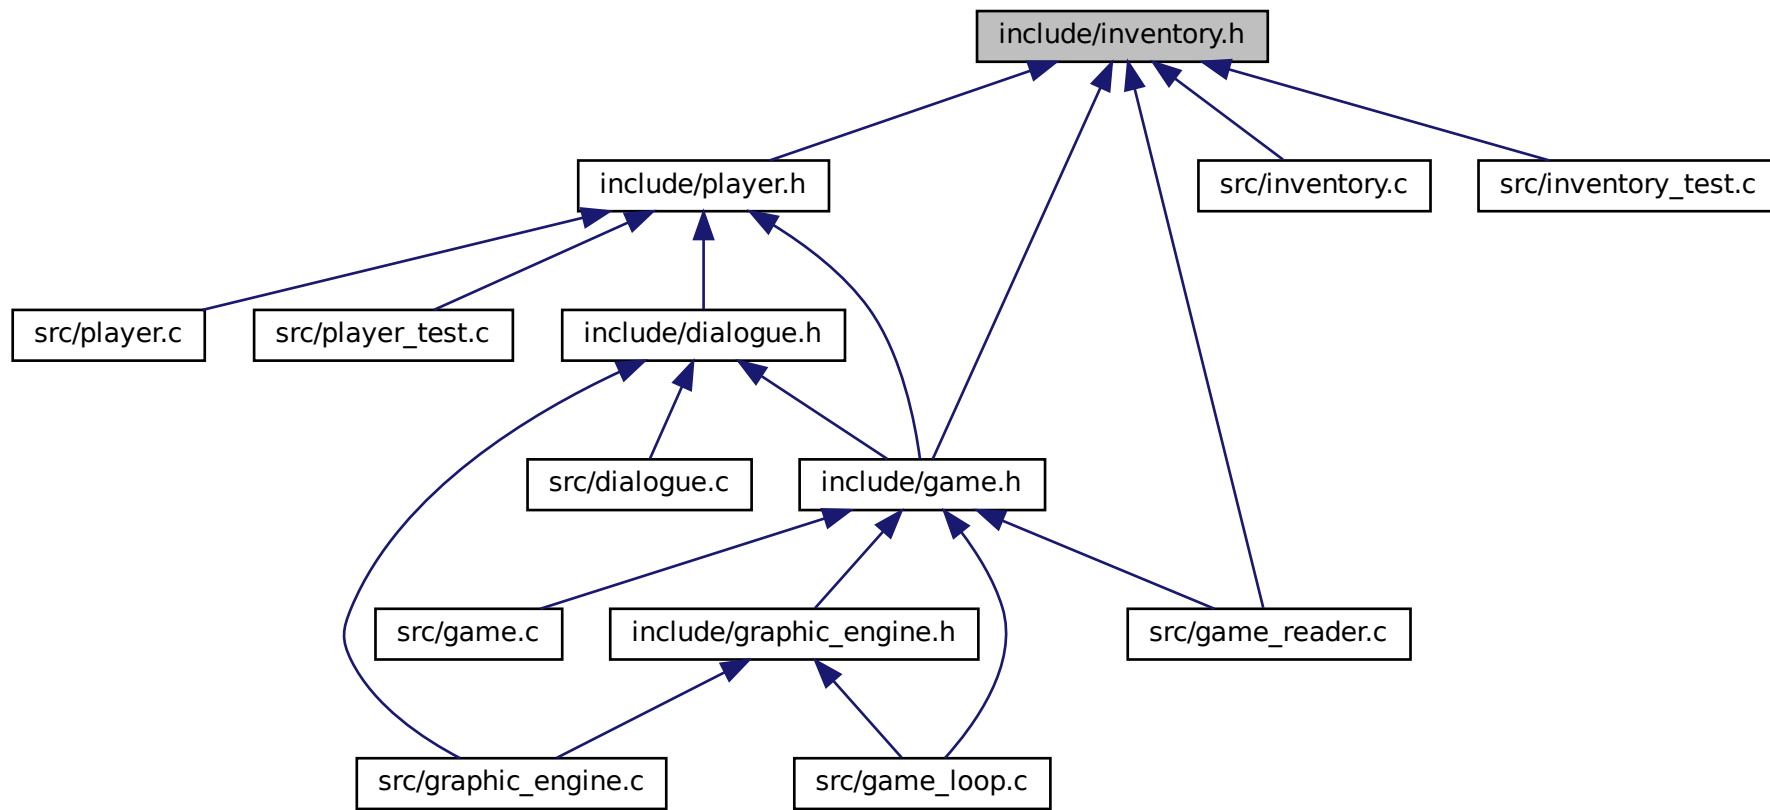 include/inventory.h
include/player.h
src/inventory.c
src/inventory_test.c
src/player.c
src/player_test.c
include/dialogue.h
src/dialogue.c
include/game.h
src/game.c
include/graphic_engine.h
src/game_reader.c
src/graphic_engine.c
src/game_loop.c